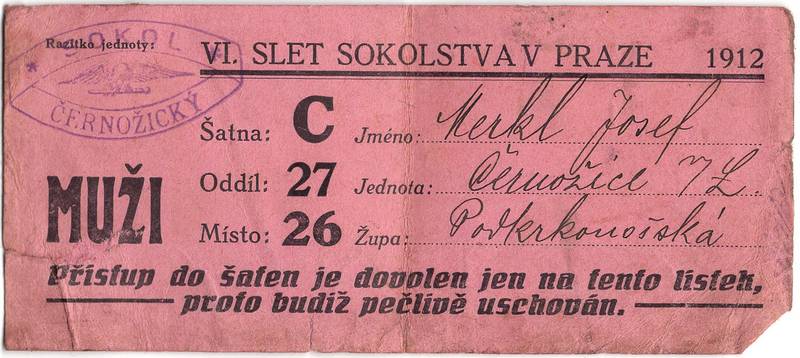 Razítko jednoty:
SOKOL
ČERNOŽICKÝ
VI. SLET SOKOLSTVA V PRAZE 1912
Šatna: C Jméno: Merkl Josef
MUŽI
Oddíl: 27 Jednota: Černožice n/L.
Místo: 26 Župa: Podkrkonošská
Přístup do šaten je dovolen jen na tento lístek,
proto budiž pečlivě uschován.